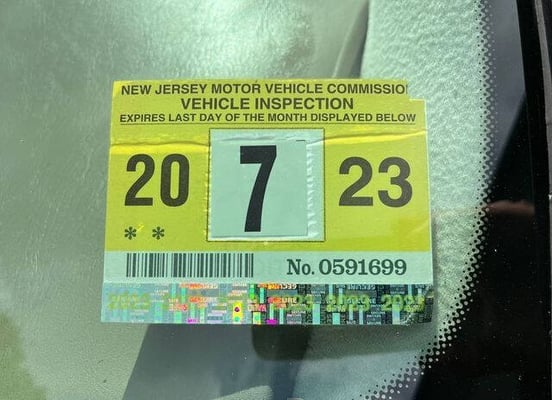 NEW JERSEY MOTOR VEHICLE COMMISSIO
VEHICLE INSPECTION
EXPIRES LAST DAY OF THE MONTH DISPLAYED BELOW
20 7 23
**
No. 0591699